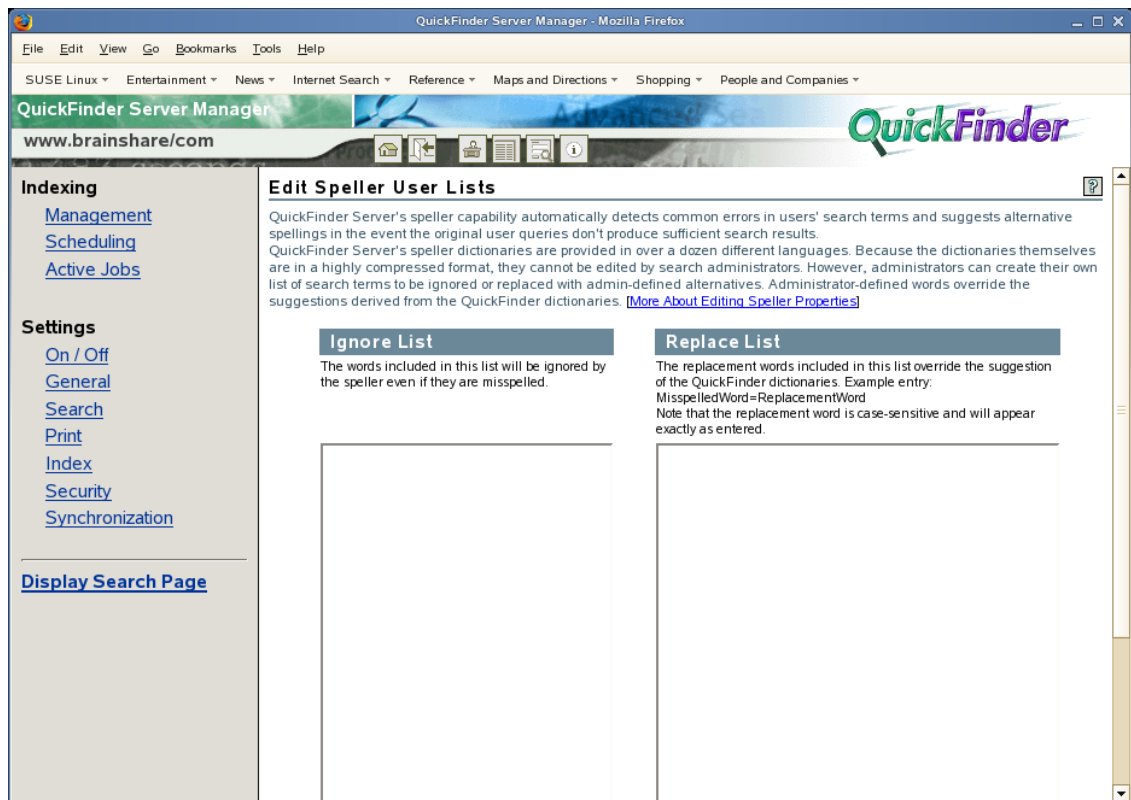 QuickFinder Server Manager - Mozilla Firefox
File Edit View Go Bookmarks Tools Help
SUSE Linux Entertainment News Internet Search Reference Maps and Directions Shopping People and Companies
QuickFinder Server Manager
Advanced Sea
QuickFinder
www.brainshare/com
Indexing
Management
Scheduling
Active Jobs
Settings
On / Off
General
Search
Print
Index
Security
Synchronization
Display Search Page
Edit Speller User Lists
QuickFinder Server's speller capability automatically detects common errors in users' search terms and suggests alternative
spellings in the event the original user queries don't produce sufficient search results.
QuickFinder Server's speller dictionaries are provided in over a dozen different languages. Because the dictionaries themselves
are in a highly compressed format, they cannot be edited by search administrators. However, administrators can create their own
list of search terms to be ignored or replaced with admin-defined alternatives. Administrator-defined words override the
suggestions derived from the QuickFinder dictionaries. [More About Editing Speller Properties]
Ignore List
The words included in this list will be ignored by
the speller even if they are misspelled.
Replace List
The replacement words included in this list override the suggestion
of the QuickFinder dictionaries. Example entry:
MisspelledWord=ReplacementWord
Note that the replacement word is case-sensitive and will appear
exactly as entered.